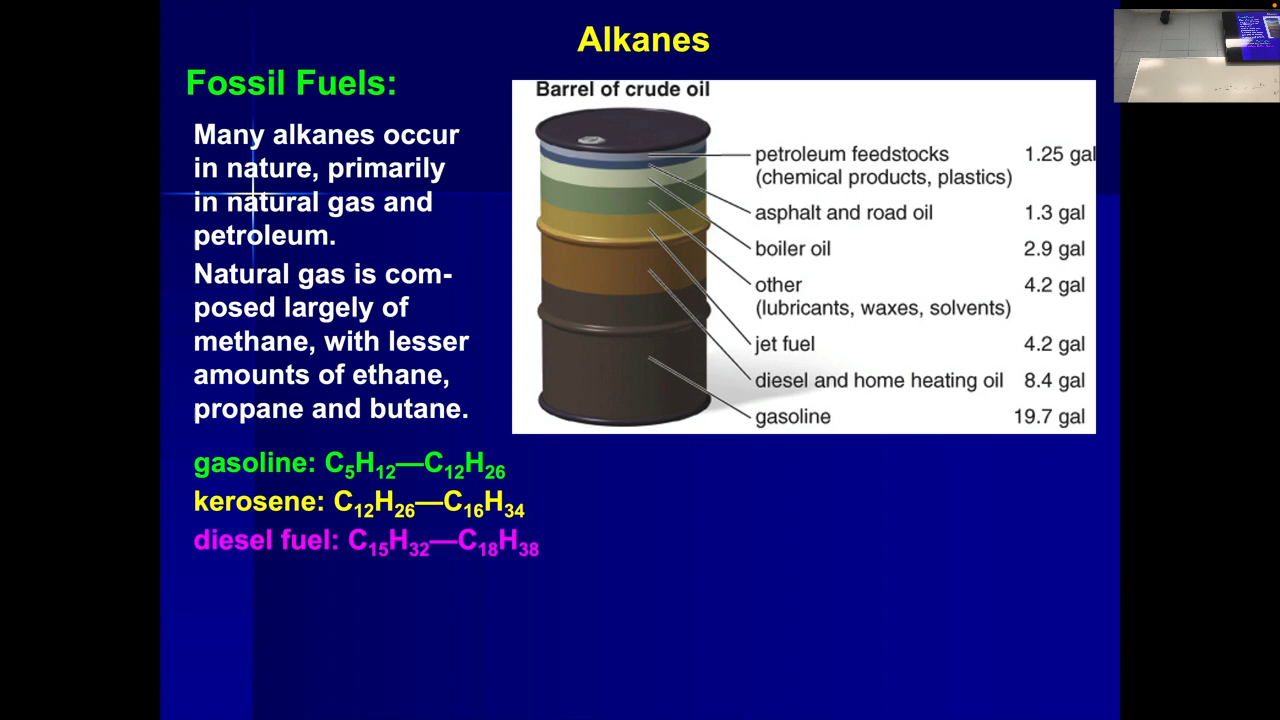 Alkanes
Fossil Fuels:
Many alkanes occur
in nature, primarily
in natural gas and
petroleum.
Natural gas is com-
posed largely of
methane, with lesser
amounts of ethane,
propane and butane.
gasoline: C₅H₁₂—C₁₂H₂₆
kerosene: C₁₂H₂₆—C₁₆H₃₄
diesel fuel: C₁₅H₃₂—C₁₈H₃₈
Barrel of crude oil
petroleum feedstocks 1.25 gal
(chemical products, plastics)
asphalt and road oil 1.3 gal
boiler oil 2.9 gal
other 4.2 gal
(lubricants, waxes, solvents)
jet fuel 4.2 gal
diesel and home heating oil 8.4 gal
gasoline 19.7 gal